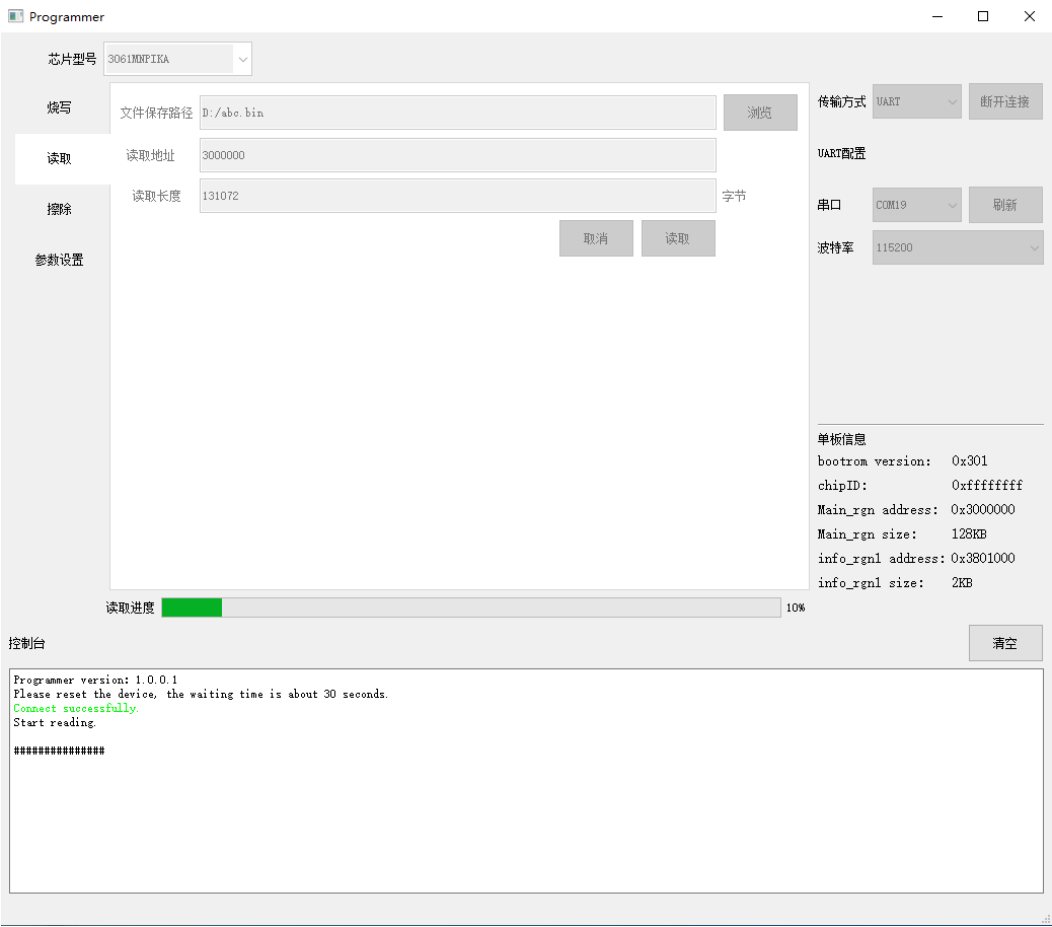 Programmer
芯片型号 3061MNPIKA
烧写
读取
擦除
参数设置
文件保存路径 D:/abc.bin 浏览
读取地址 3000000
读取长度 131072 字节
取消 读取
传输方式 UART 断开连接
UART配置
串口 COM19 刷新
波特率 115200
单板信息
bootrom version: 0x301
chipID: 0xffffffff
Main_rgn address: 0x3000000
Main_rgn size: 128KB
info_rgn1 address: 0x3801000
info_rgn1 size: 2KB
读取进度 10%
控制台 清空
Programmer version: 1.0.0.1
Please reset the device, the waiting time is about 30 seconds.
Connect successfully.
Start reading.
###############